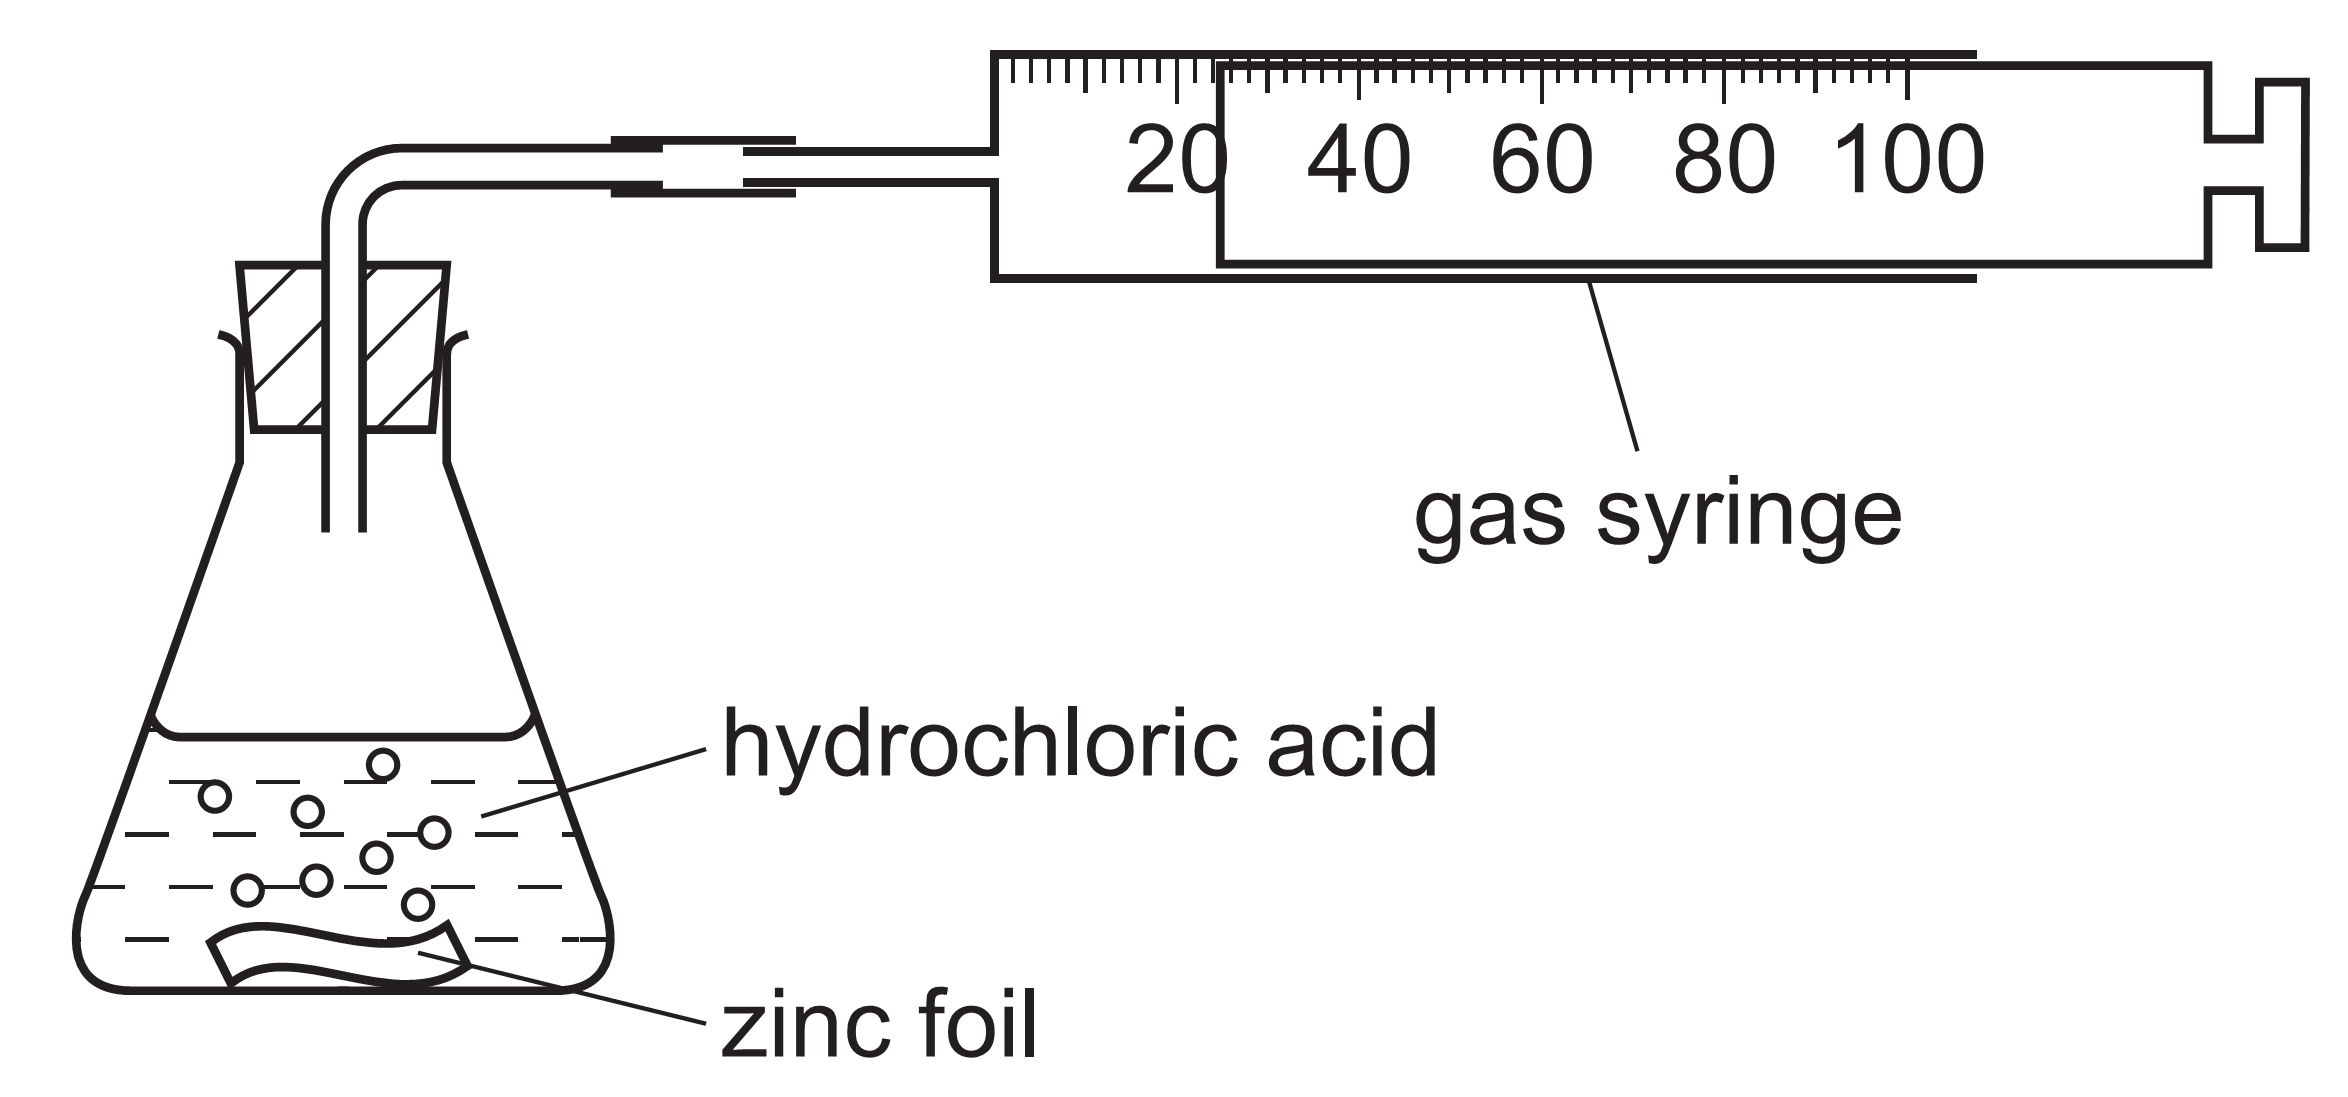 20 40 60 80 100
gas syringe
hydrochloric acid
zinc foil